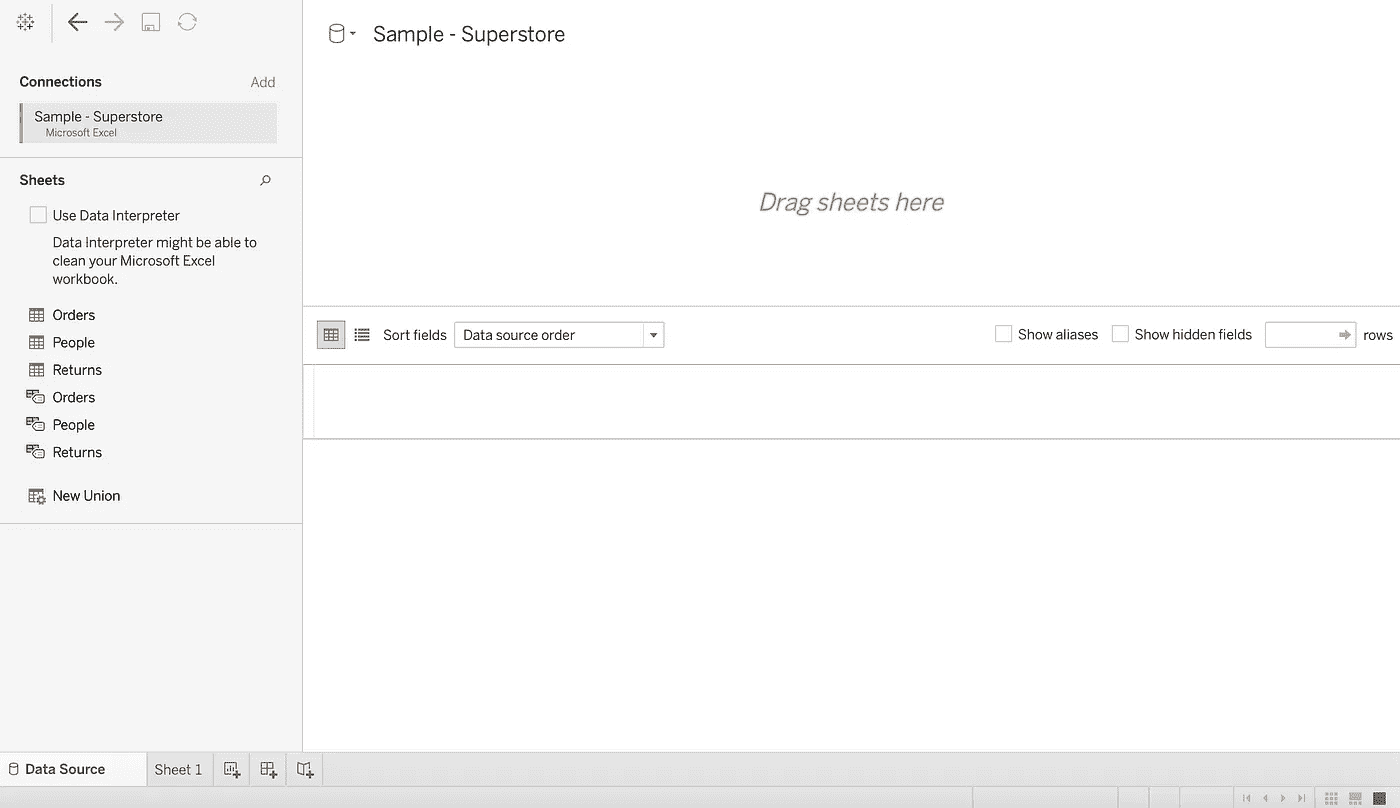 Connections
Add
Sample - Superstore
Microsoft Excel
Sheets
Use Data Interpreter
Data Interpreter might be able to
clean your Microsoft Excel
workbook.
Orders
People
Returns
Orders
People
Returns
New Union
Sample - Superstore
Drag sheets here
Sort fields
Data source order
Show aliases
Show hidden fields
rows
Data Source
Sheet 1